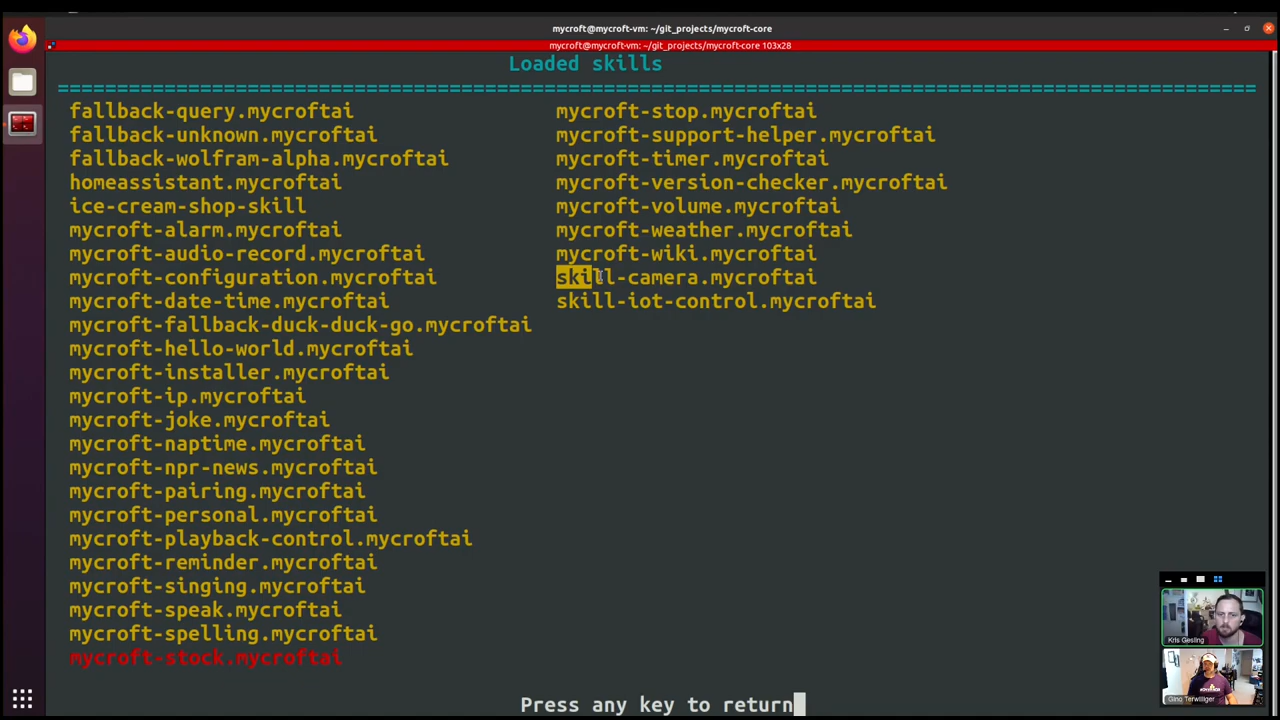 mycroft@mycroft-vm: ~/git_projects/mycroft-core
mycroft@mycroft-vm: ~/git_projects/mycroft-core 103x28
Loaded skills
==========================================================================================
fallback-query.mycroftai
fallback-unknown.mycroftai
fallback-wolfram-alpha.mycroftai
homeassistant.mycroftai
ice-cream-shop-skill
mycroft-alarm.mycroftai
mycroft-audio-record.mycroftai
mycroft-configuration.mycroftai
mycroft-date-time.mycroftai
mycroft-fallback-duck-duck-go.mycroftai
mycroft-hello-world.mycroftai
mycroft-installer.mycroftai
mycroft-ip.mycroftai
mycroft-joke.mycroftai
mycroft-naptime.mycroftai
mycroft-npr-news.mycroftai
mycroft-pairing.mycroftai
mycroft-personal.mycroftai
mycroft-playback-control.mycroftai
mycroft-reminder.mycroftai
mycroft-singing.mycroftai
mycroft-speak.mycroftai
mycroft-spelling.mycroftai
mycroft-stock.mycroftai
mycroft-stop.mycroftai
mycroft-support-helper.mycroftai
mycroft-timer.mycroftai
mycroft-version-checker.mycroftai
mycroft-volume.mycroftai
mycroft-weather.mycroftai
mycroft-wiki.mycroftai
skill-camera.mycroftai
skill-iot-control.mycroftai
Press any key to return
Kris Gesling
Gino Terwilliger